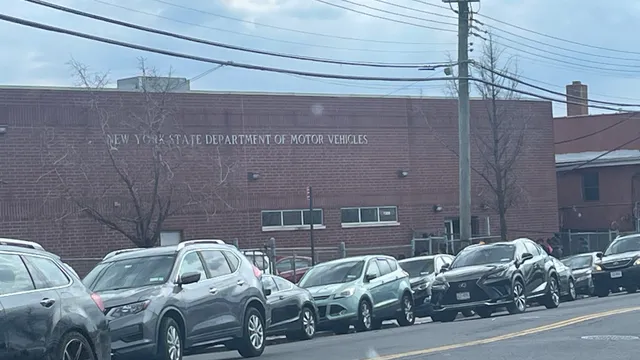 NEW YORK STATE DEPARTMENT OF MOTOR VEHICLES